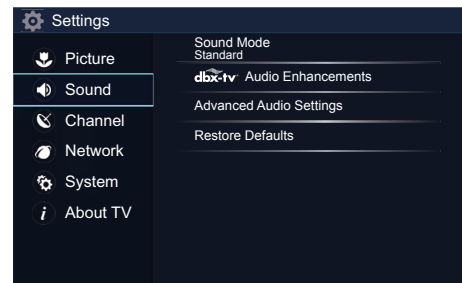 Settings
Picture
Sound
Channel
Network
System
i About TV
Sound Mode
Standard
dbx-tv Audio Enhancements
Advanced Audio Settings
Restore Defaults